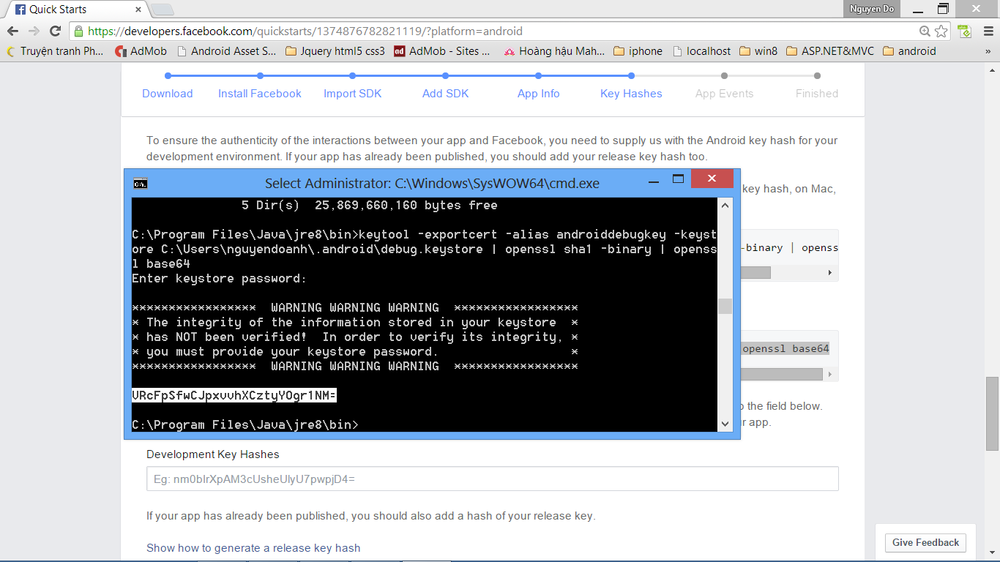 Quick Starts
Nguyen Do
https://developers.facebook.com/quickstarts/1374876782821119/?platform=android
Truyện tranh Ph... AdMob Android Asset S... Jquery html5 css3 AdMob - Sites ... Hoàng hậu Mah... iphone localhost win8 ASP.NET&MVC android »
Download Install Facebook Import SDK Add SDK App Info Key Hashes App Events Finished
To ensure the authenticity of the interactions between your app and Facebook, you need to supply us with the Android key hash for your
development environment. If your app has already been published, you should add your release key hash too.
Select Administrator: C:\Windows\SysWOW64\cmd.exe
key hash, on Mac,
5 Dir(s) 25,869,660,160 bytes free
C:\Program Files\Java\jre8\bin>keytool -exportcert -alias androiddebugkey -keyst
ore C:\Users\nguyendoanh\.android\debug.keystore | openssl sha1 -binary | openss
l base64
-binary | openss
Enter keystore password:
***************** WARNING WARNING WARNING *****************
* The integrity of the information stored in your keystore *
* has NOT been verified! In order to verify its integrity, *
* you must provide your keystore password. *
***************** WARNING WARNING WARNING *****************
openssl base64
VRcFpSfwCJpxvvhXCztyYOgr1NM=
o the field below.
r app.
C:\Program Files\Java\jre8\bin>
Development Key Hashes
Eg: nm0bIrXpAM3cUsheUlyU7pwpjD4=
If your app has already been published, you should also add a hash of your release key.
Show how to generate a release key hash
Give Feedback